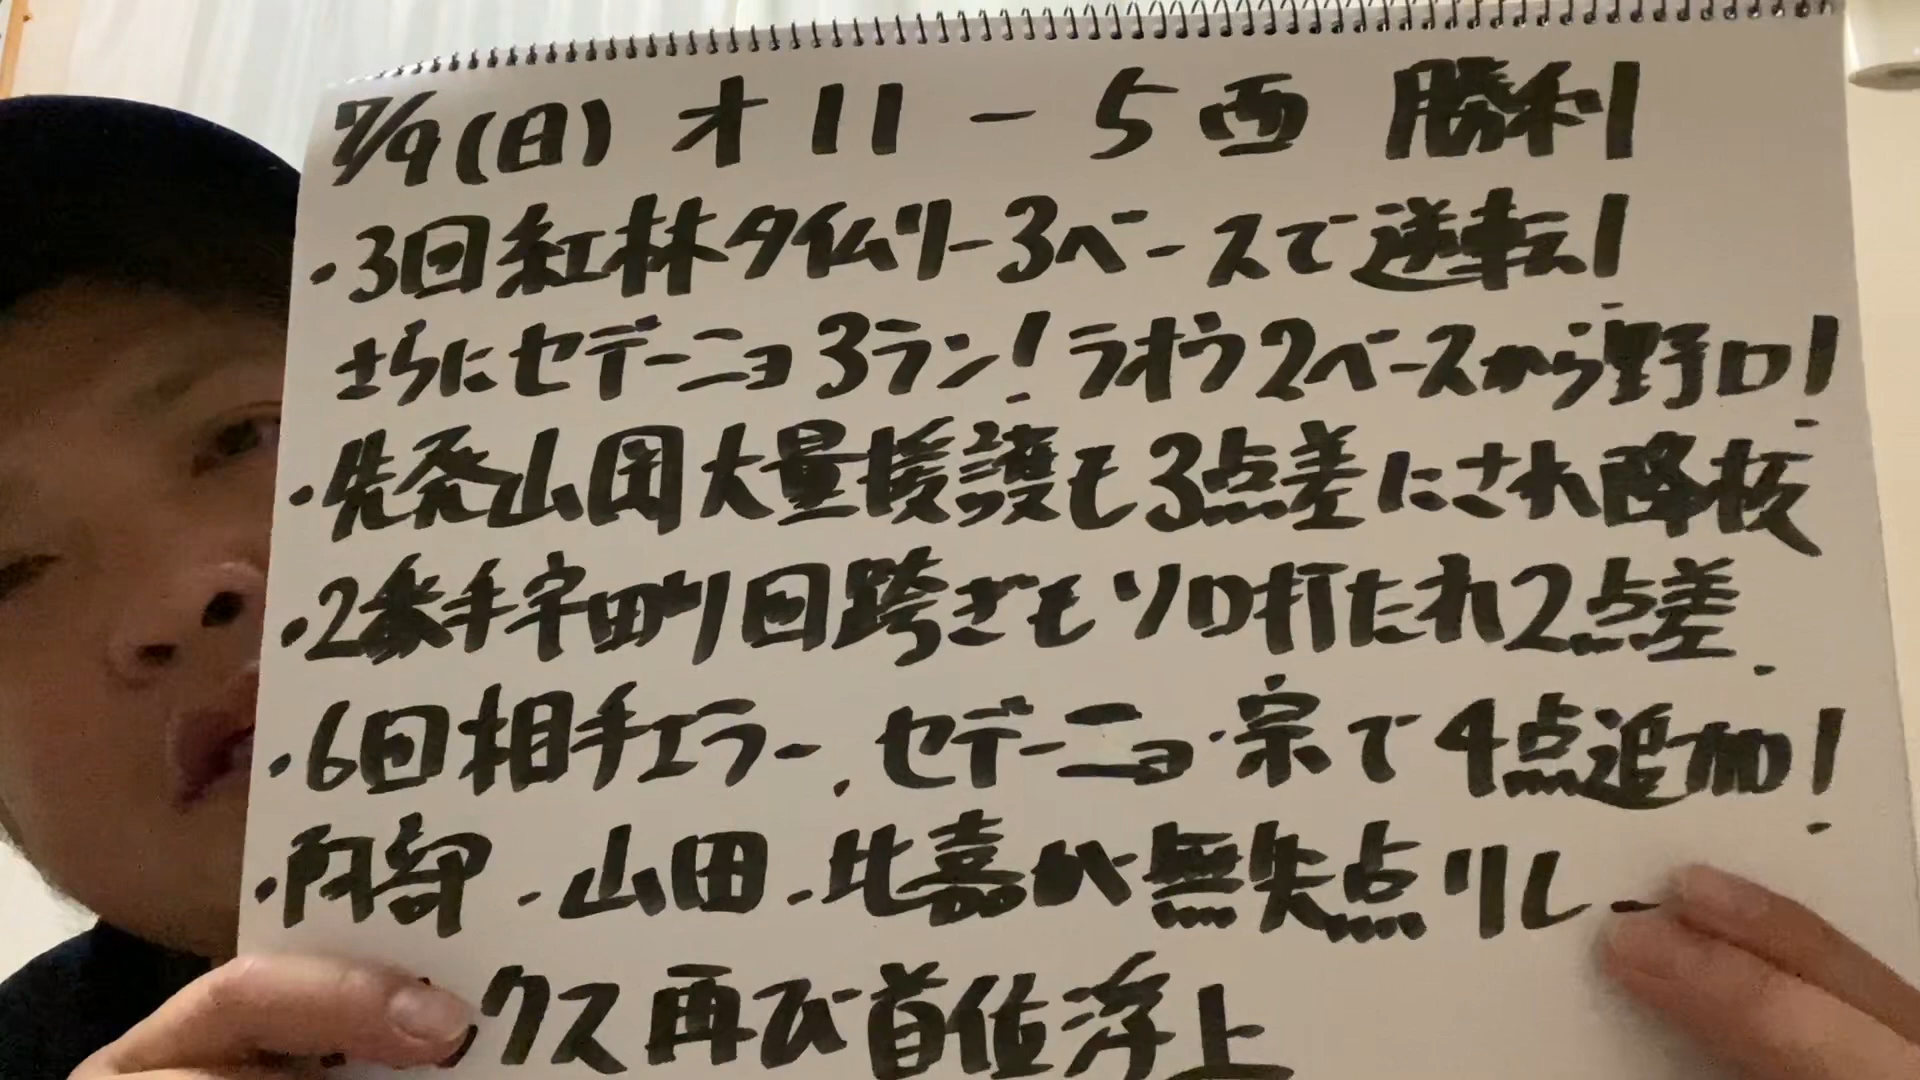 7/9(日) オ 11 - 5 西 勝利
・3回紅林タイムリー3ベースで逆転!
さらにセデーニョ3ラン!ラオウ2ベースから野口!
・先発山岡大量援護も3点差にされ降板
・2番手宇田川回跨ぎもソロ打たれ2点差
・6回相手エラー、セデーニョ・宗で4点追加!
・阿部、山田、比嘉が無失点リレー
クス再び首位浮上